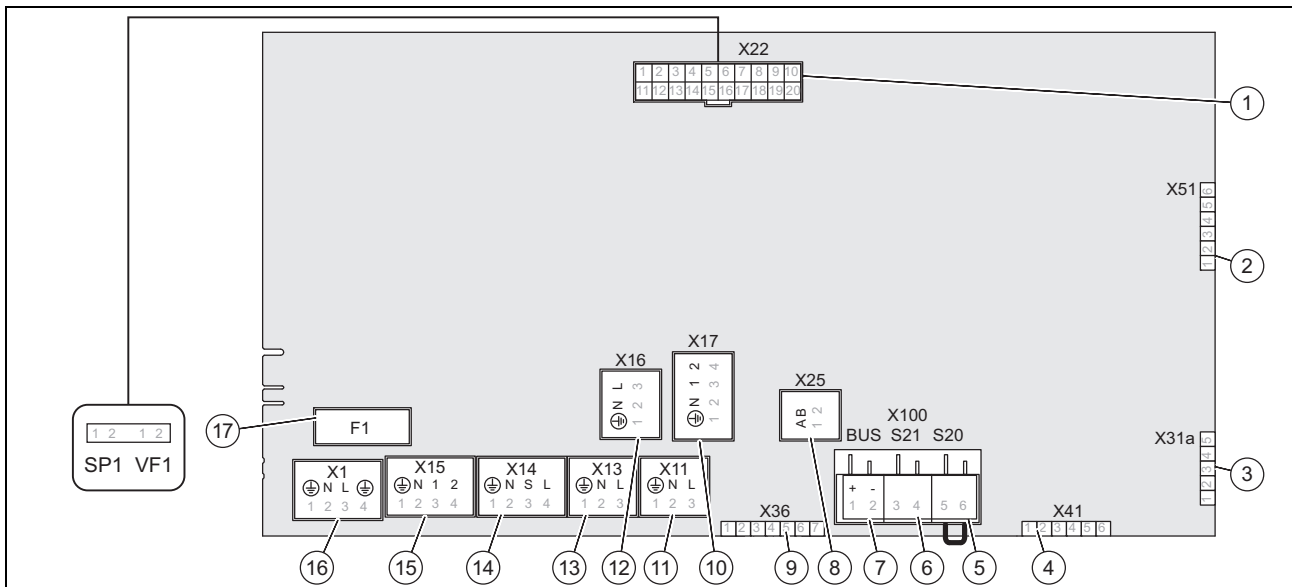 X22
1 2 3 4 5 6 7 8 9 10
11 12 13 14 15 16 17 18 19 20
1
X51
6
5
4
3
2
1
2
X17
X16
N 1 2
1 2 3 4
N L
1 2 3
X25
A B
1 2
X100
BUS S21 S20
+ -
1 2 3 4 5 6
X31a
5
4
3
2
1
3
1 2 1 2
SP1 VF1
17
F1
X1
N L
1 2 3 4
X15
N 1 2
1 2 3 4
X14
N S L
1 2 3 4
X13
N L
1 2 3
X11
N L
1 2 3
X36
1 2 3 4 5 6 7
X41
1 2 3 4 5 6
16 15 14 13 12 11 10 9 8 7 6 5 4